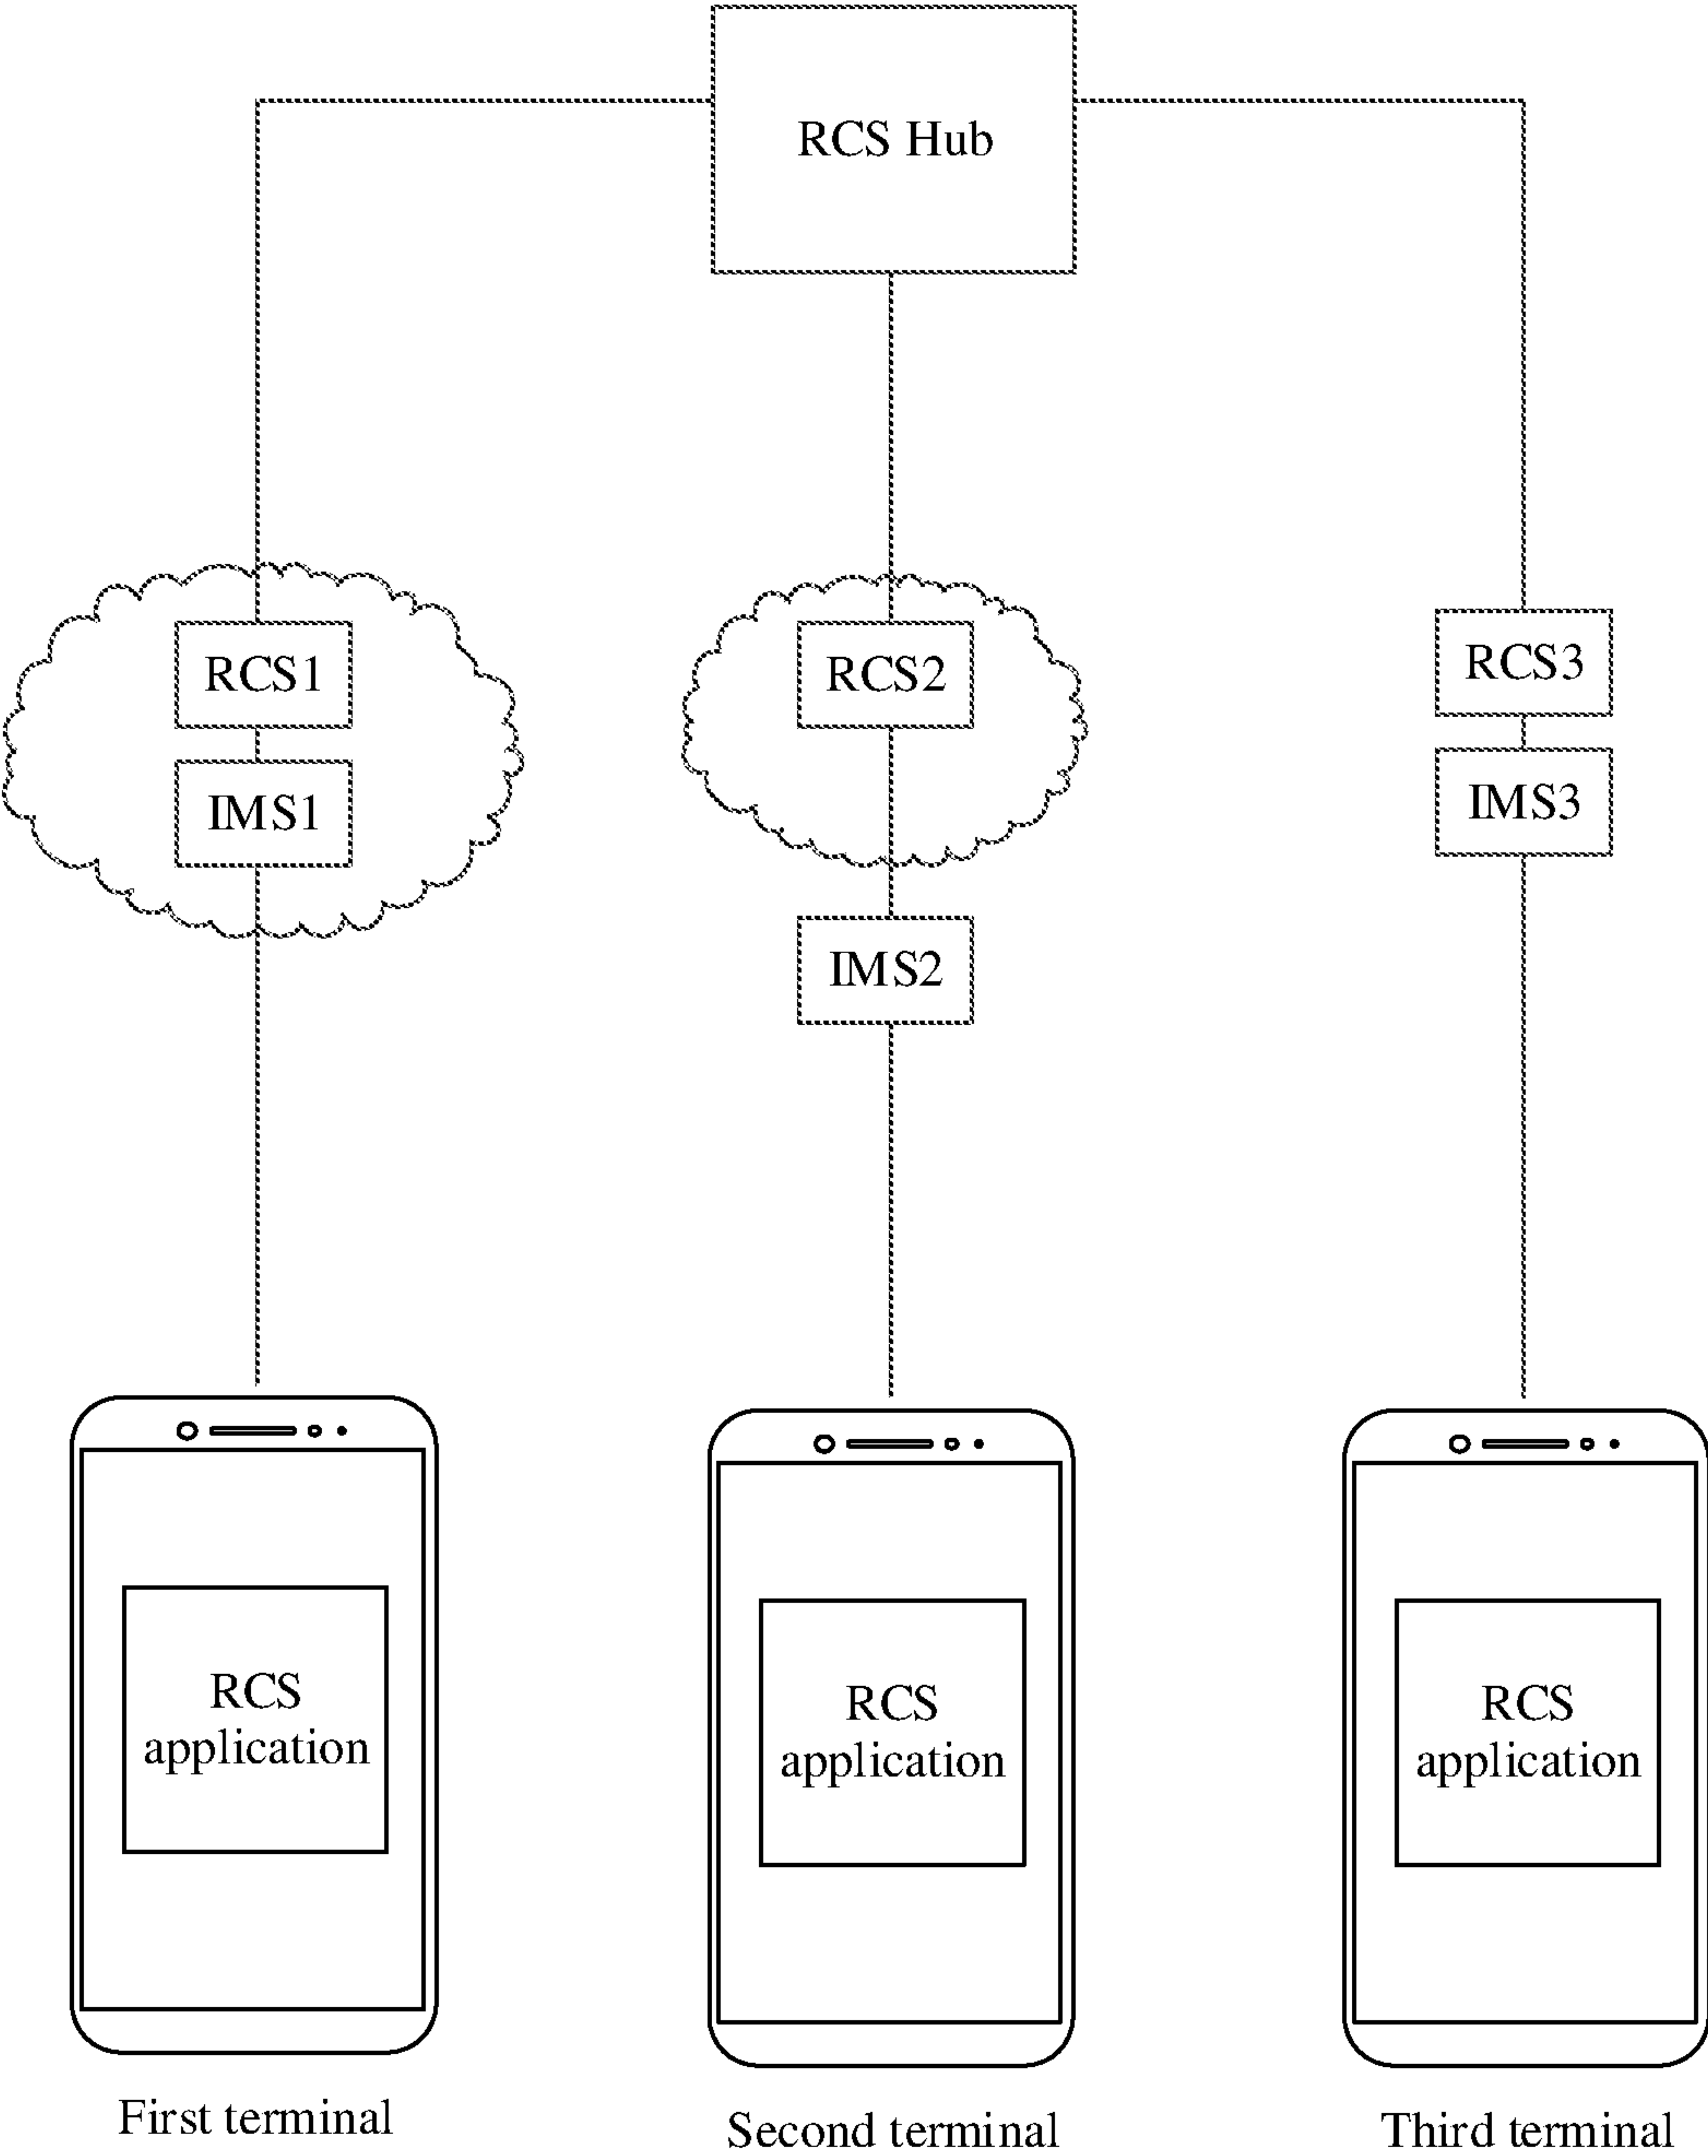 RCS Hub
RCS1
RCS2
RCS3
IMS1
IMS3
IMS2
RCS
application
RCS
application
RCS
application
First terminal
Second terminal
Third terminal